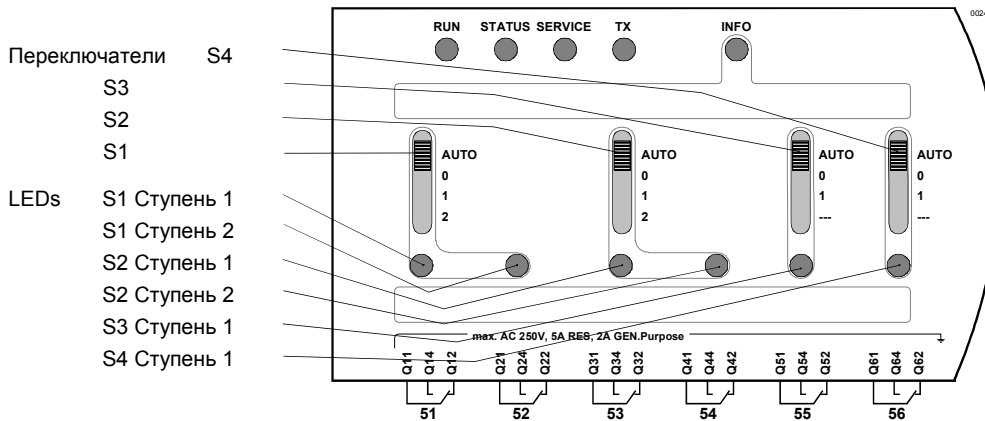 0024
RUN STATUS SERVICE TX INFO
Переключатели S4
S3
S2
S1
AUTO AUTO AUTO AUTO
0 0 0 0
1 1 1 1
2 2 --- ---
LEDs S1 Ступень 1
S1 Ступень 2
S2 Ступень 1
S2 Ступень 2
S3 Ступень 1
S4 Ступень 1
max. AC 250V, 5A RES, 2A GEN.Purpose
Q11 Q14 Q12 Q21 Q24 Q22 Q31 Q34 Q32 Q41 Q44 Q42 Q51 Q54 Q52 Q61 Q64 Q62
51 52 53 54 55 56